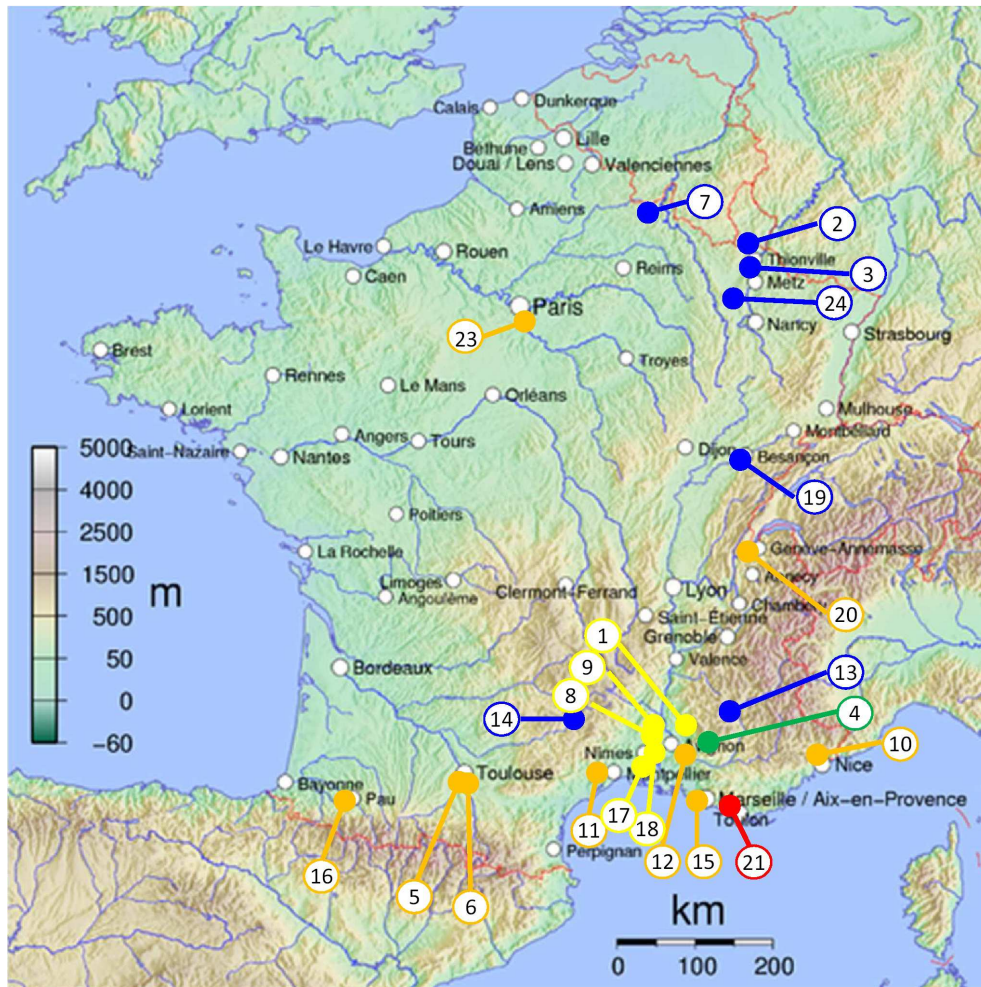 Dunkerque
Calais
Lille
Béthune
Douai / Lens
Valenciennes
7
Amiens
2
Le Havre
Rouen
Thionville
Reims
3
Caen
Metz
24
Paris
Nancy
Strasbourg
23
Brest
Troyes
Rennes
Le Mans
Orléans
Lorient
Mulhouse
Montbéliard
Angers
Tours
5000
Saint-Nazaire
Dijon
Besançon
Nantes
4000
19
Poitiers
2500
La Rochelle
Genève-Annemasse
1500
m
Limoges
Annecy
Clermont-Ferrand
Lyon
Angoulême
500
Saint-Étienne
20
1
Grenoble
50
Valence
Bordeaux
9
13
8
0
14
4
-60
Nîmes
10
Toulouse
Montpellier
Nice
Bayonne
Pau
Marseille / Aix-en-Provence
17
Toulon
11
18
Perpignan
12
15
21
16
5
6
km
0
100
200